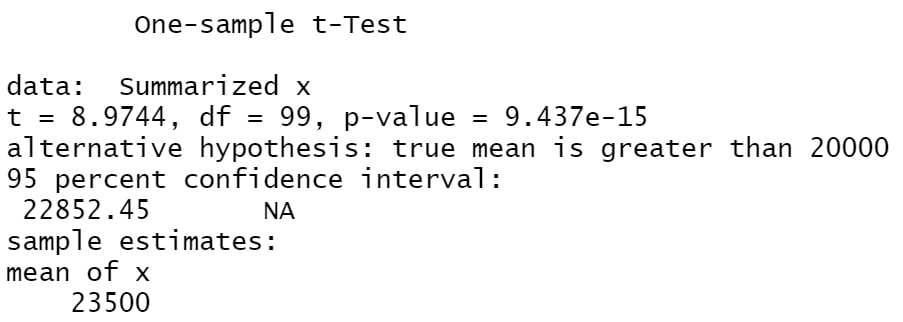 One-sample t-Test
data:  Summarized x
t = 8.9744, df = 99, p-value = 9.437e-15
alternative hypothesis: true mean is greater than 20000
95 percent confidence interval:
22852.45       NA
sample estimates:
mean of x
23500